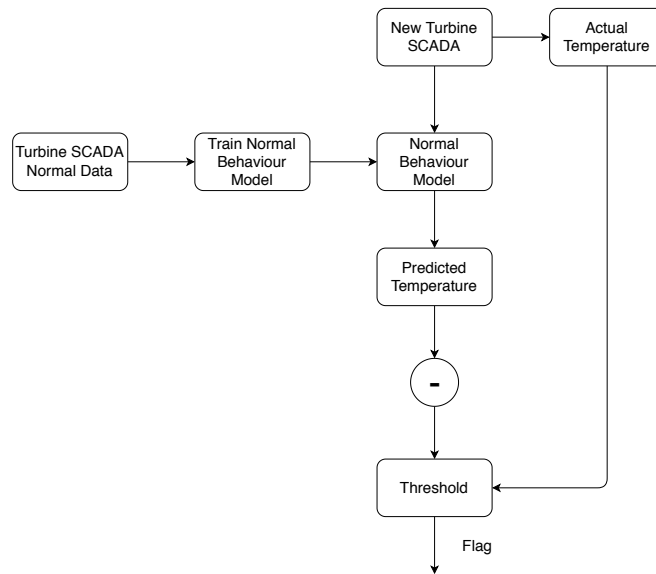 New Turbine
SCADA
Actual
Temperature
Turbine SCADA
Normal Data
Train Normal
Behaviour
Model
Normal
Behaviour
Model
Predicted
Temperature
-
Threshold
Flag